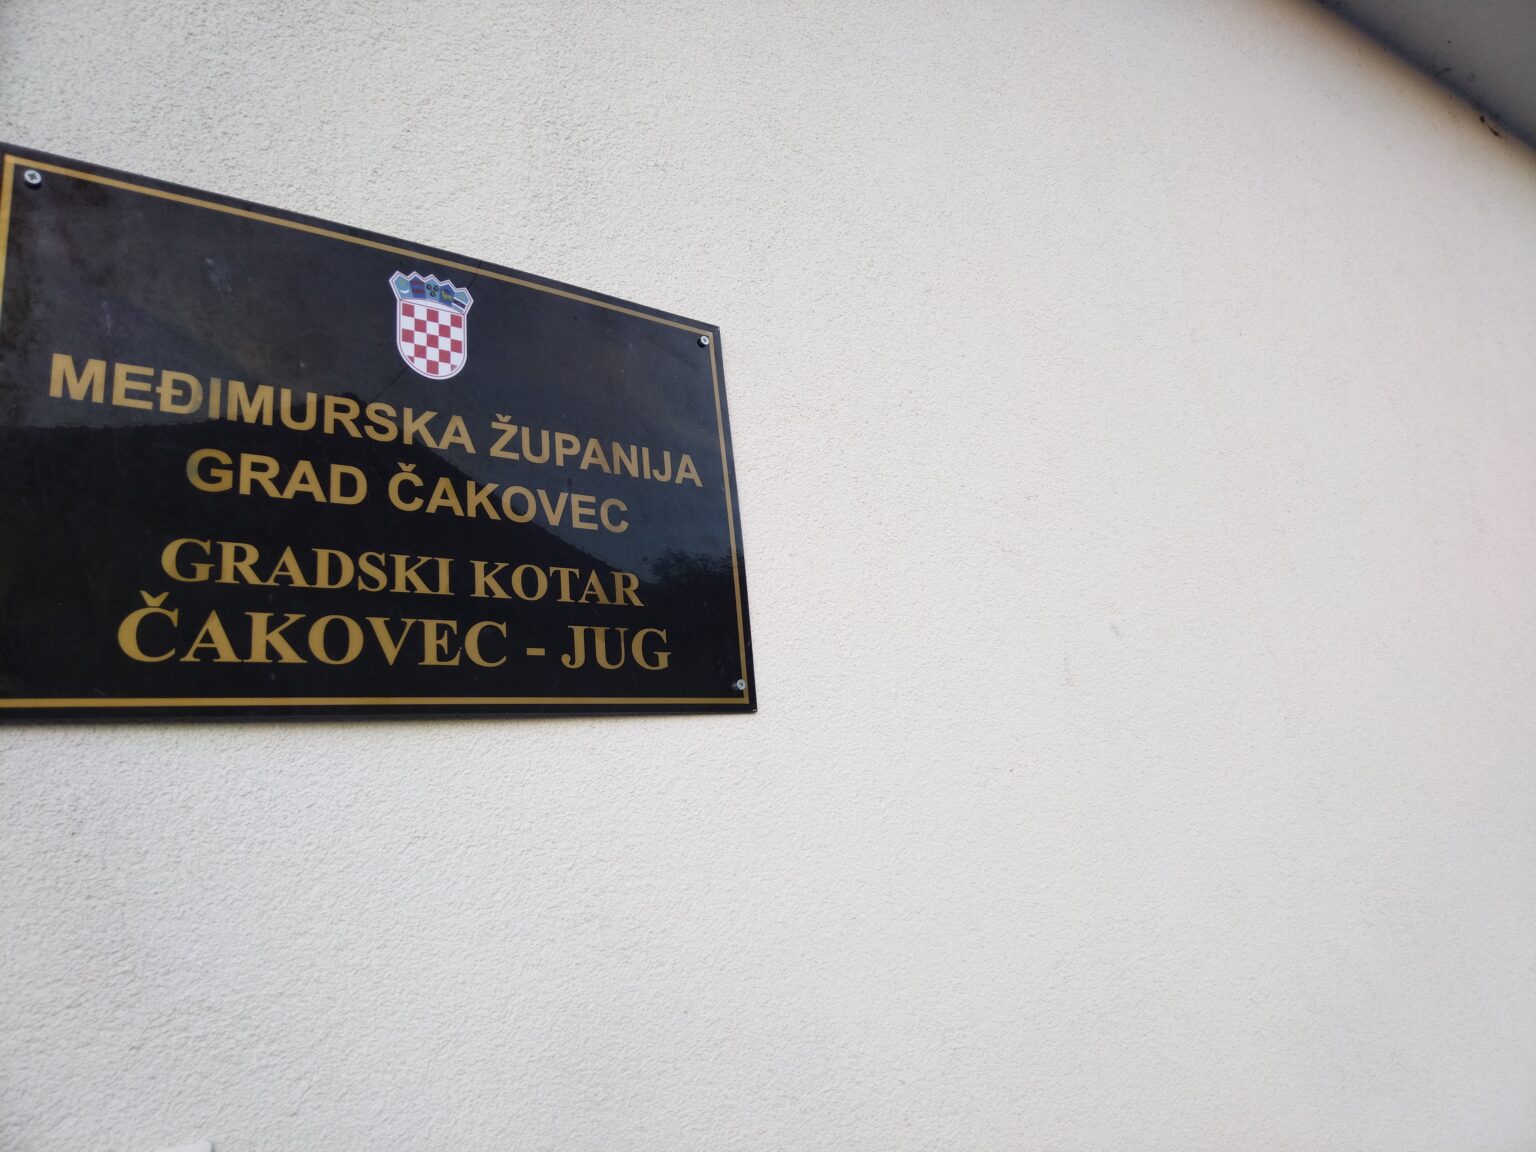 MEĐIMURSKA ŽUPANIJA
GRAD ČAKOVEC
GRADSKI KOTAR
ČAKOVEC - JUG